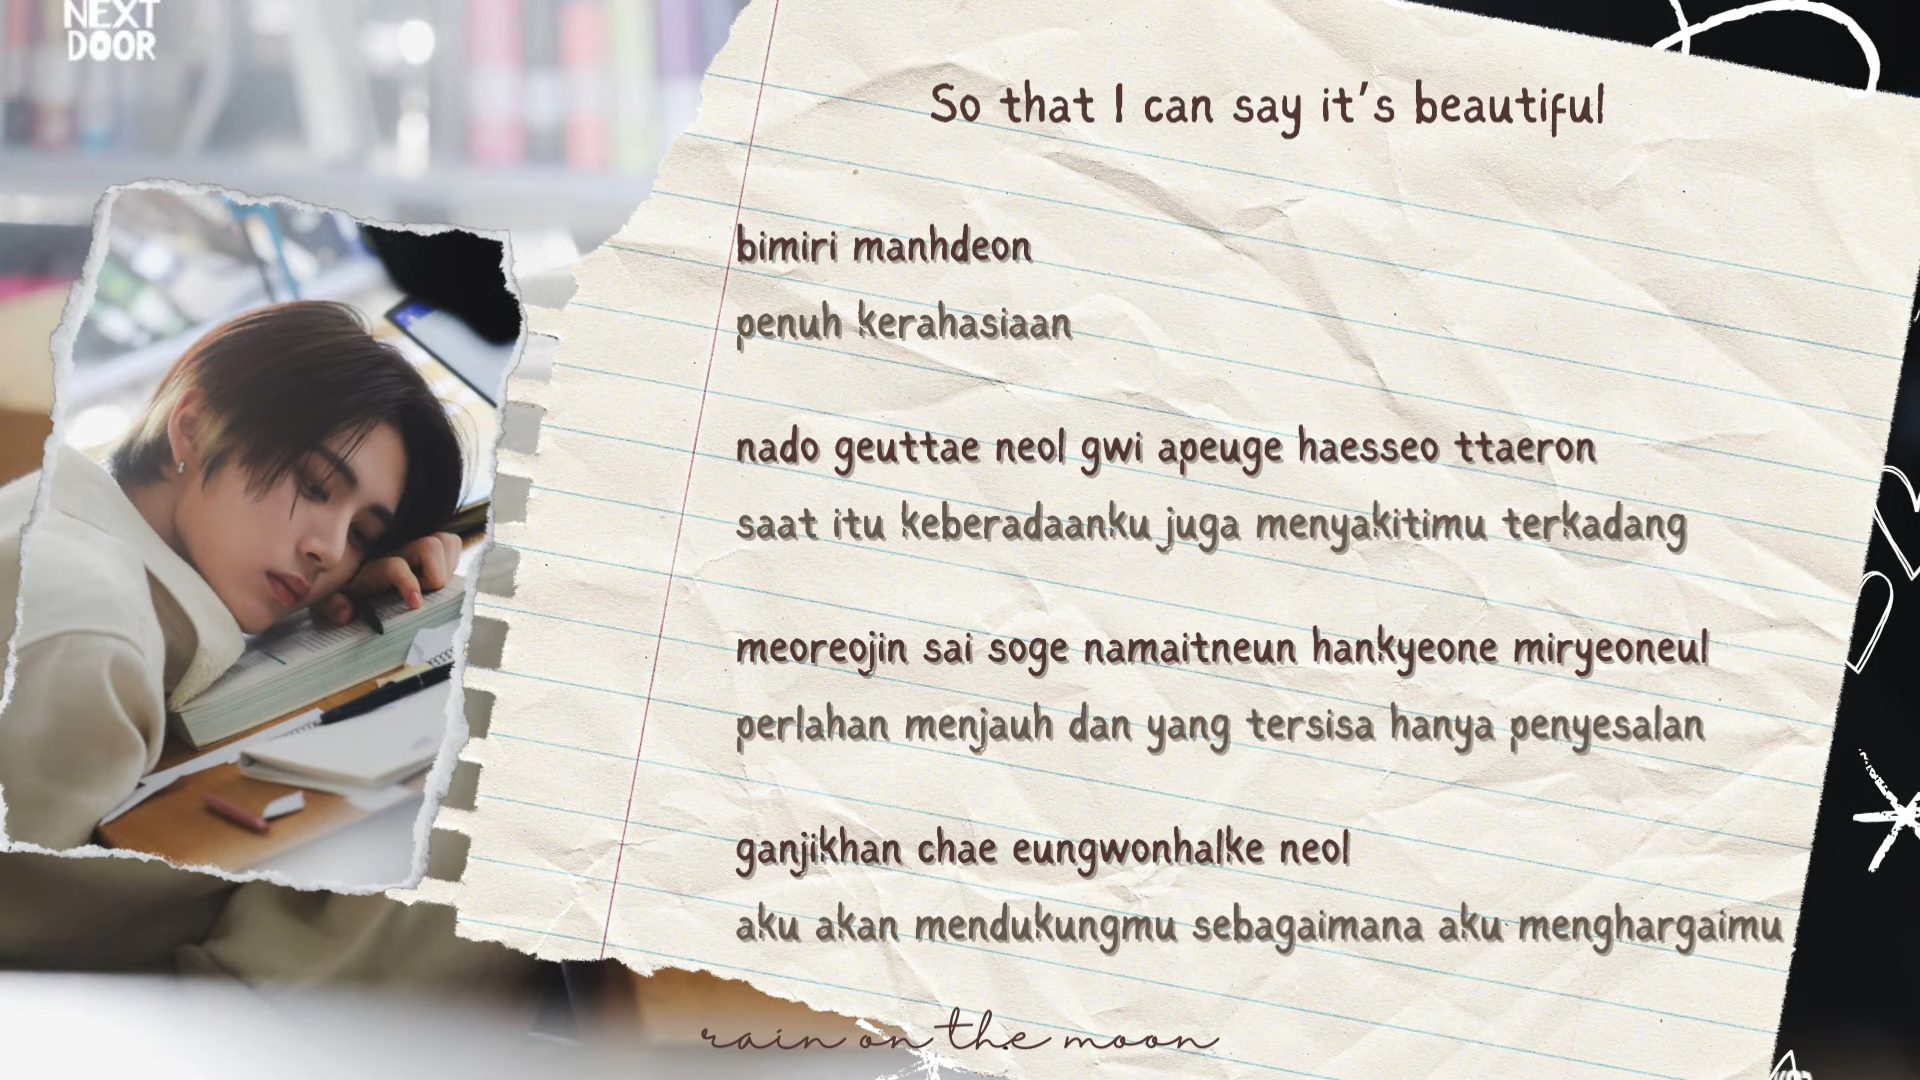 NEXT
DOOR
So that I can say it's beautiful
bimiri manhdeon
penuh kerahasiaan
nado geuttae neol gwi apeuge haesseo ttaeron
saat itu keberadaanku juga menyakitimu terkadang
meoreojin sai soge namaitneun hankyeone miryeoneul
perlahan menjauh dan yang tersisa hanya penyesalan
ganjikhan chae eungwonhalke neol
aku akan mendukungmu sebagaimana aku menghargaimu
rain on the moon